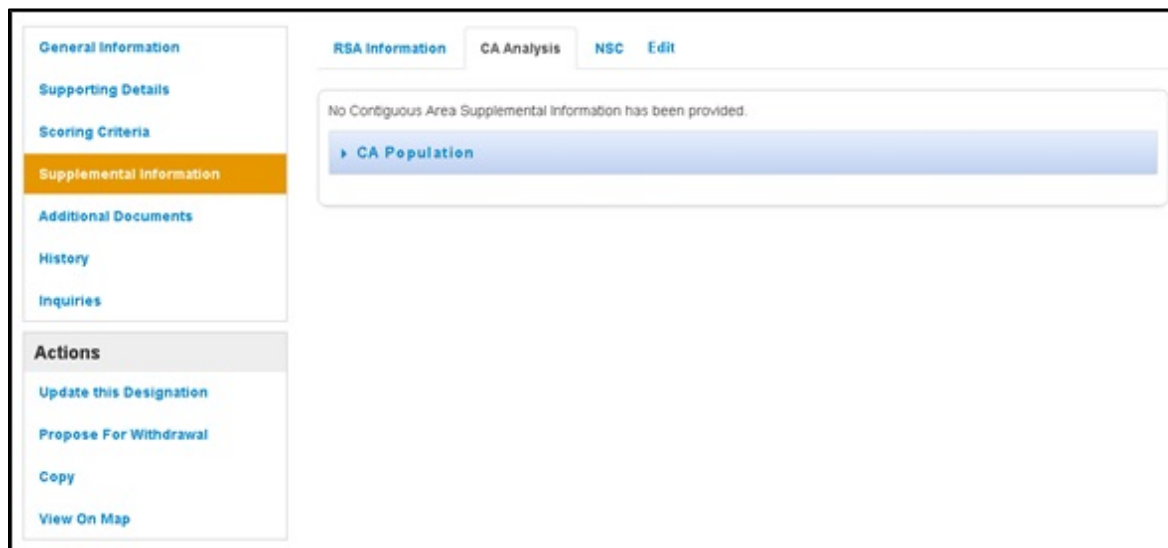 General Information
Supporting Details
Scoring Criteria
Supplemental Information
Additional Documents
History
Inquiries
Actions
Update this Designation
Propose For Withdrawal
Copy
View On Map
RSA Information CA Analysis NSC Edit
No Contiguous Area Supplemental Information has been provided.
CA Population